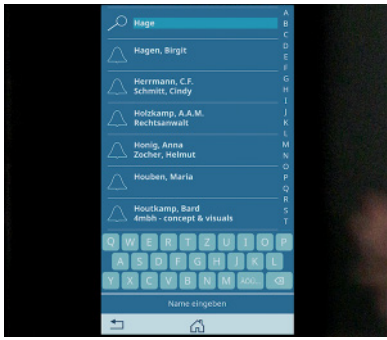 Hage
Hagen, Birgit
Herrmann, C.F.
Schmitt, Cindy
Holzkamp, A.A.M.
Rechtsanwalt
Honig, Anna
Zocher, Helmut
Houben, Maria
Houtkamp, Bard
4mbh - concept & visuals
A
B
C
D
E
F
G
H
I
J
K
L
M
N
O
P
Q
R
S
T
Q W E R T Z U I O P
A S D F G H J K L
Y X C V B N M ÄÖÜ...
Name eingeben